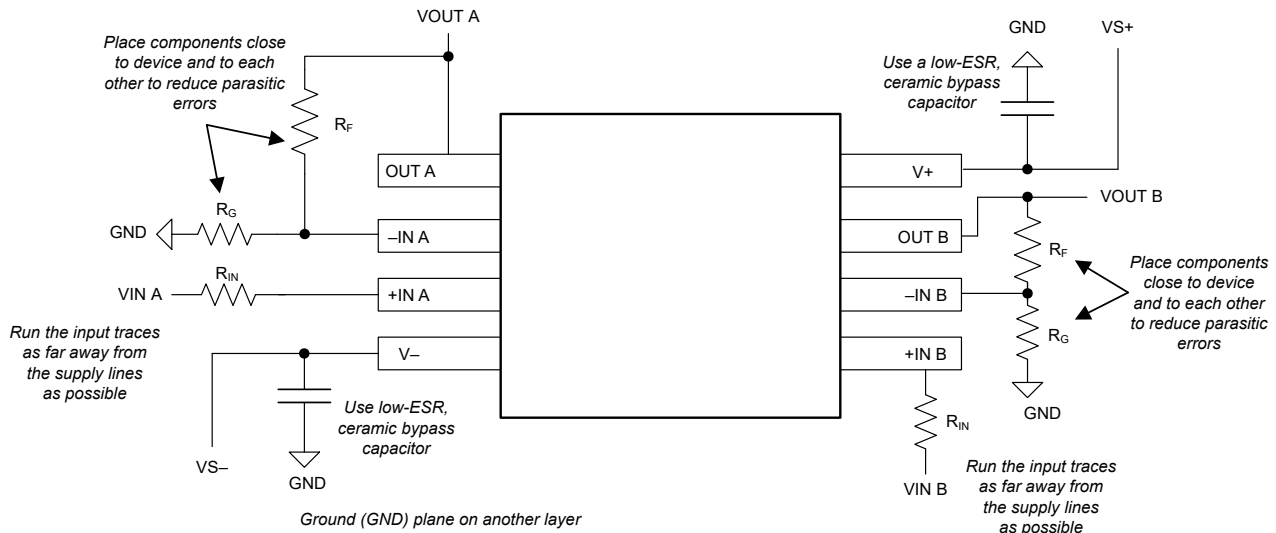 VOUT A
Place components close
to device and to each
other to reduce parasitic
errors
RF
OUT A
RG
GND
–IN A
RIN
VIN A
+IN A
Run the input traces
as far away from
the supply lines
as possible
V–
Use low-ESR,
ceramic bypass
capacitor
VS–
GND
Ground (GND) plane on another layer
GND
VS+
Use a low-ESR,
ceramic bypass
capacitor
V+
VOUT B
OUT B
RF
Place components
close to device
and to each other
to reduce parasitic
errors
–IN B
RG
+IN B
GND
RIN
VIN B
Run the input traces
as far away from
the supply lines
as possible